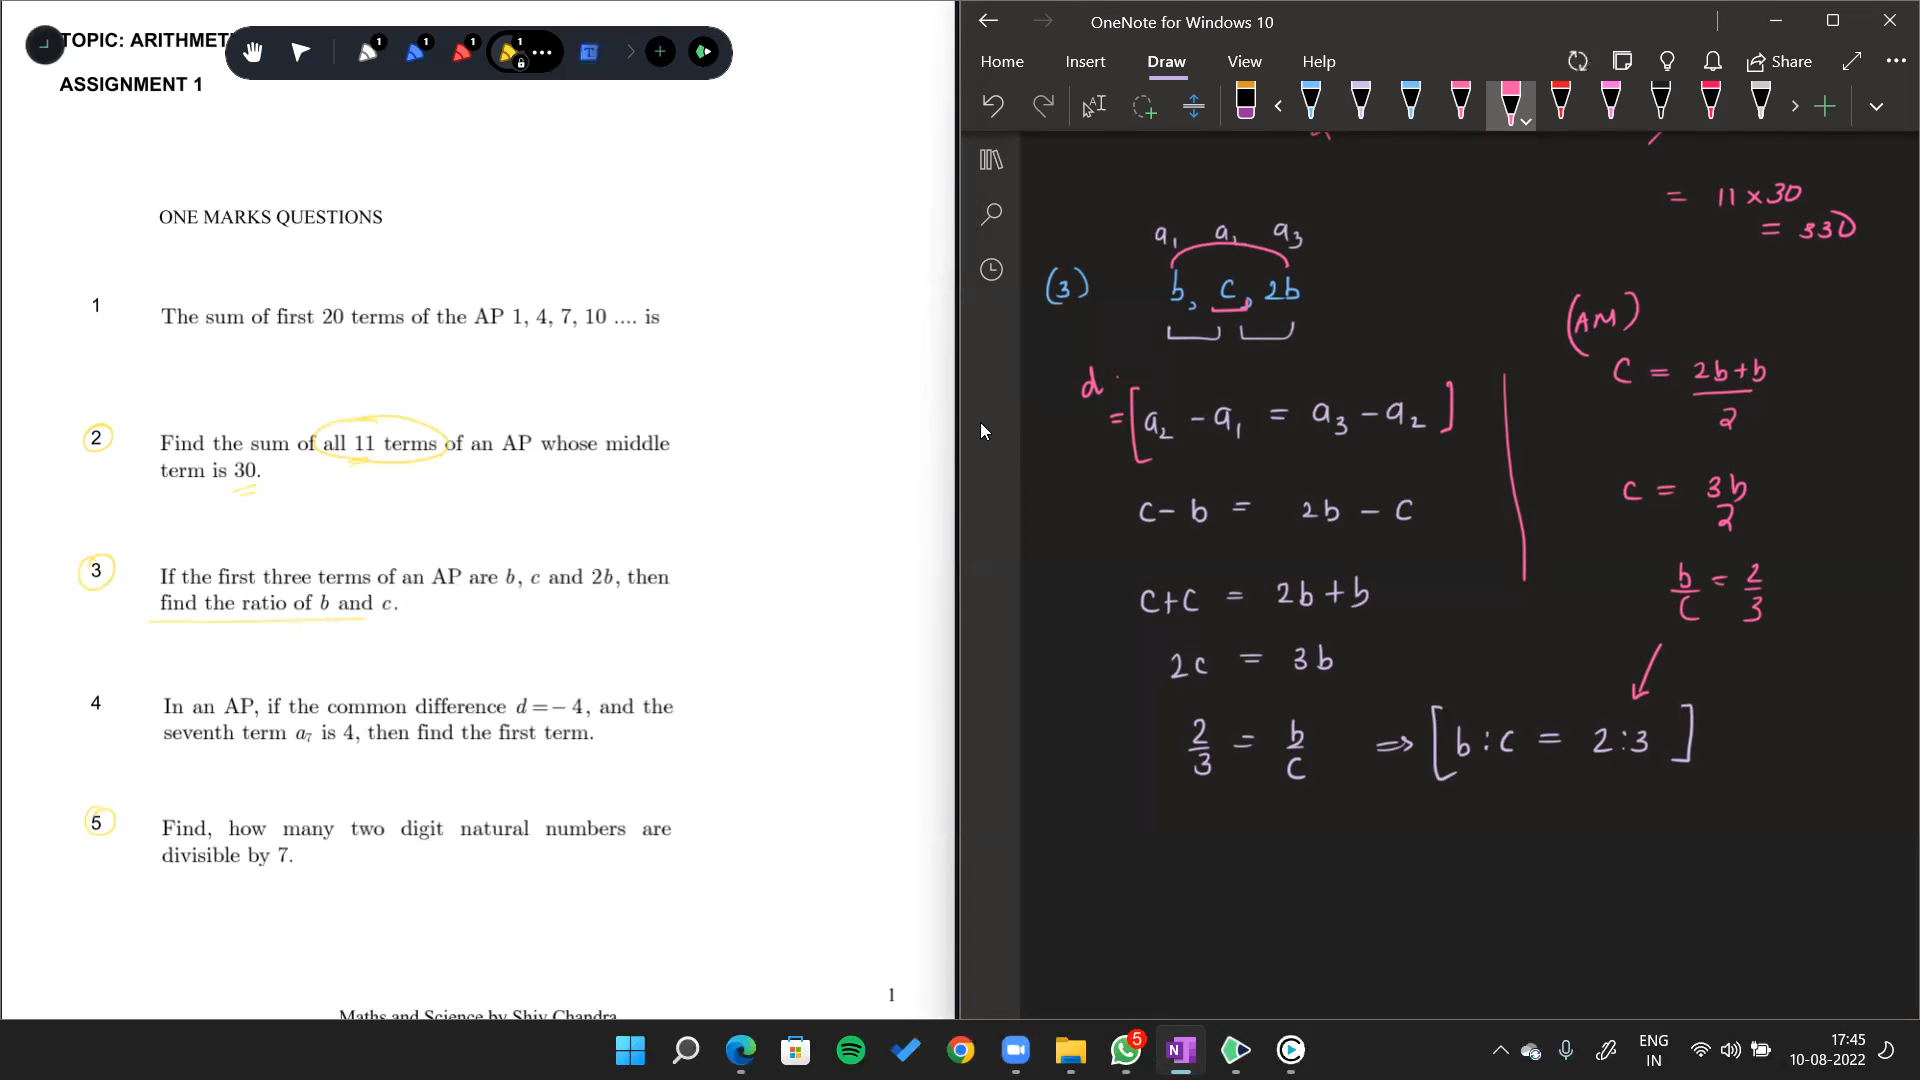 TOPIC: ARITHMET
ASSIGNMENT 1
ONE MARKS QUESTIONS
1
The sum of first 20 terms of the AP 1, 4, 7, 10 .... is
2
Find the sum of all 11 terms of an AP whose middle
term is 30.
3
If the first three terms of an AP are b, c and 2b, then
find the ratio of b and c.
4
In an AP, if the common difference d = − 4, and the
seventh term a₇ is 4, then find the first term.
5
Find, how many two digit natural numbers are
divisible by 7.
1
Maths and Science by Shiv Chandra
OneNote for Windows 10
Home Insert Draw View Help Share
= 11 × 30
= 330
a₁ a₁ a₃
(3) b, c, 2b
d = [a₂ - a₁ = a₃ - a₂]
c - b = 2b - c
c + c = 2b + b
2c = 3b
2/3 = b/c ⇒ [b : c = 2 : 3]
(AM)
C = 2b+b/2
c = 3b/2
b/c = 2/3
5
ENG
IN
17:45
10-08-2022